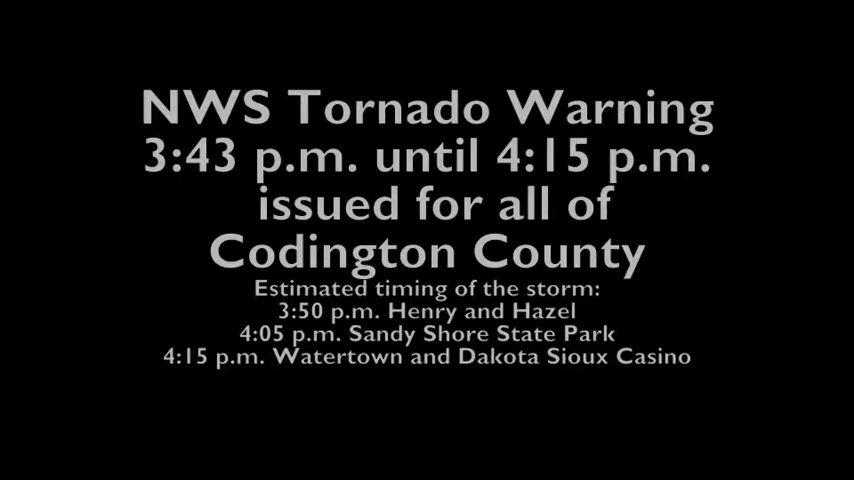 NWS Tornado Warning
3:43 p.m. until 4:15 p.m.
issued for all of
Codington County
Estimated timing of the storm:
3:50 p.m. Henry and Hazel
4:05 p.m. Sandy Shore State Park
4:15 p.m. Watertown and Dakota Sioux Casino